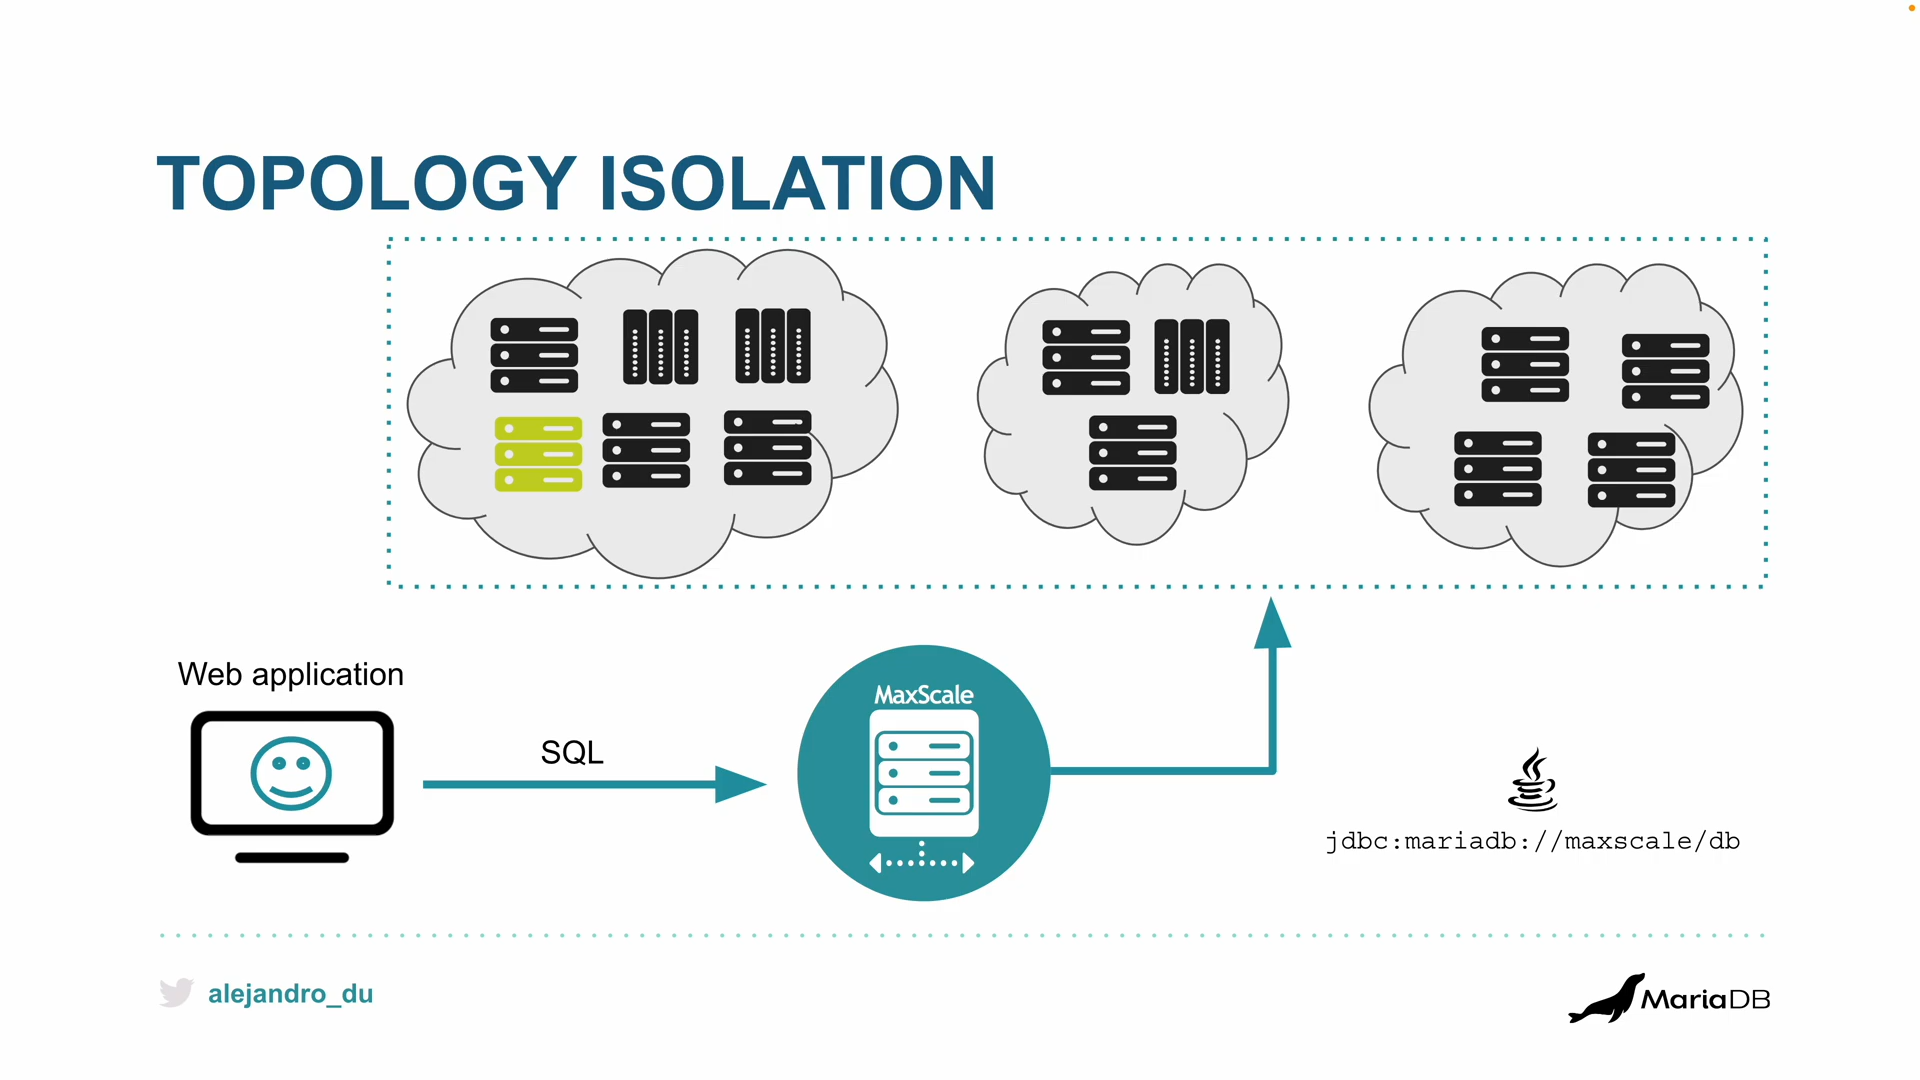 TOPOLOGY ISOLATION
Web application
SQL
MaxScale
jdbc:mariadb://maxscale/db
alejandro_du
MariaDB